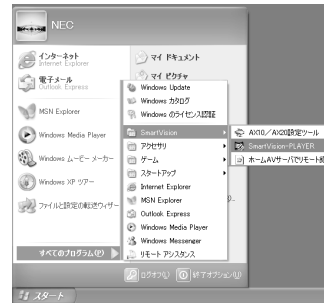 NEC
インターネット
Internet Explorer
電子メール
Outlook Express
MSN Explorer
Windows Media Player
Windows ムービー メーカー
Windows XP ツアー
ファイルと設定の転送ウィザー
すべてのプログラム(P)
マイ ドキュメント
マイ ピクチャ
Windows Update
Windows カタログ
Windows のライセンス認証
SmartVision
アクセサリ
ゲーム
スタートアップ
Internet Explorer
MSN Explorer
Outlook Express
Windows Media Player
Windows Messenger
リモート アシスタンス
AX10/AX20設定ツール
SmartVision-PLAYER
ホームAVサーバでリモート
ログオフ(L)
終了オプション(U)
スタート